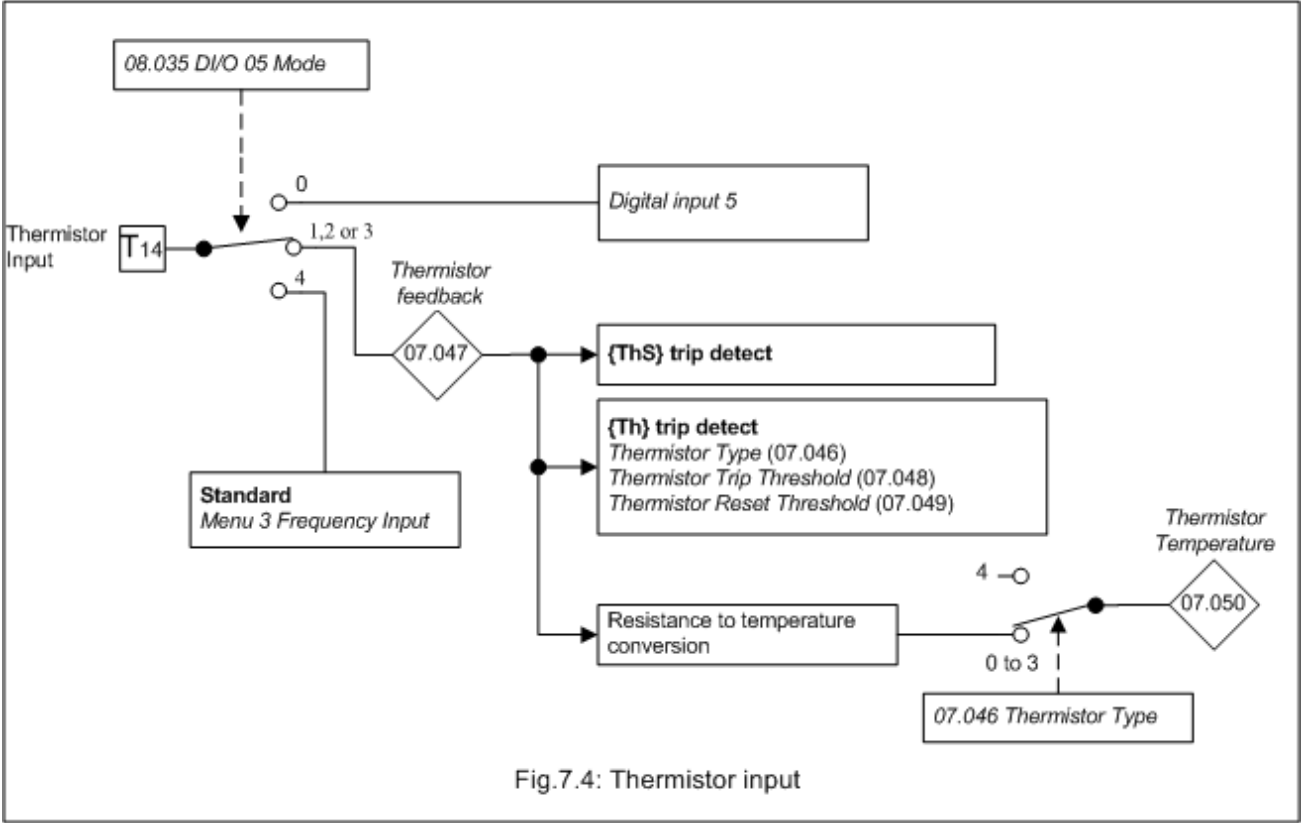 08.035 DI/O 05 Mode
0
Digital input 5
Thermistor
Input
T14
1,2 or 3
4
Thermistor
feedback
07.047
{ThS} trip detect
{Th} trip detect
Thermistor Type (07.046)
Thermistor Trip Threshold (07.048)
Thermistor Reset Threshold (07.049)
Standard
Menu 3 Frequency Input
Thermistor
Temperature
4
07.050
Resistance to temperature
conversion
0 to 3
07.046 Thermistor Type
Fig.7.4: Thermistor input